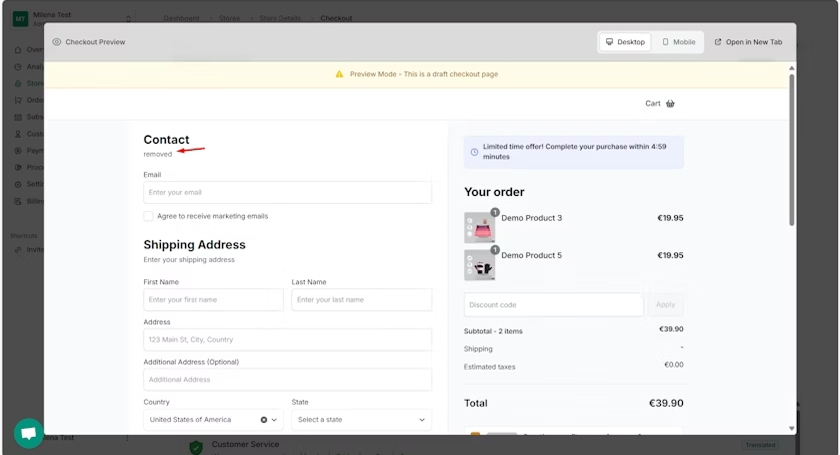 MT
Milana Test
Dashboard
Stores
Store Details
Checkout
Checkout Preview
Desktop
Mobile
Open in New Tab
Preview Mode - This is a draft checkout page
Cart
Contact
removed
Email
Enter your email
Agree to receive marketing emails
Shipping Address
Enter your shipping address
First Name
Last Name
Enter your first name
Enter your last name
Address
123 Main St, City, Country
Additional Address (Optional)
Additional Address
Country
State
United States of America
Select a state
Limited time offer! Complete your purchase within 4:59
minutes
Your order
1
Demo Product 3
€19.95
1
Demo Product 5
€19.95
Discount code
Apply
Subtotal - 2 items
€39.90
Shipping
-
Estimated taxes
€0.00
Total
€39.90
Shortcuts
Customer Service
Translated